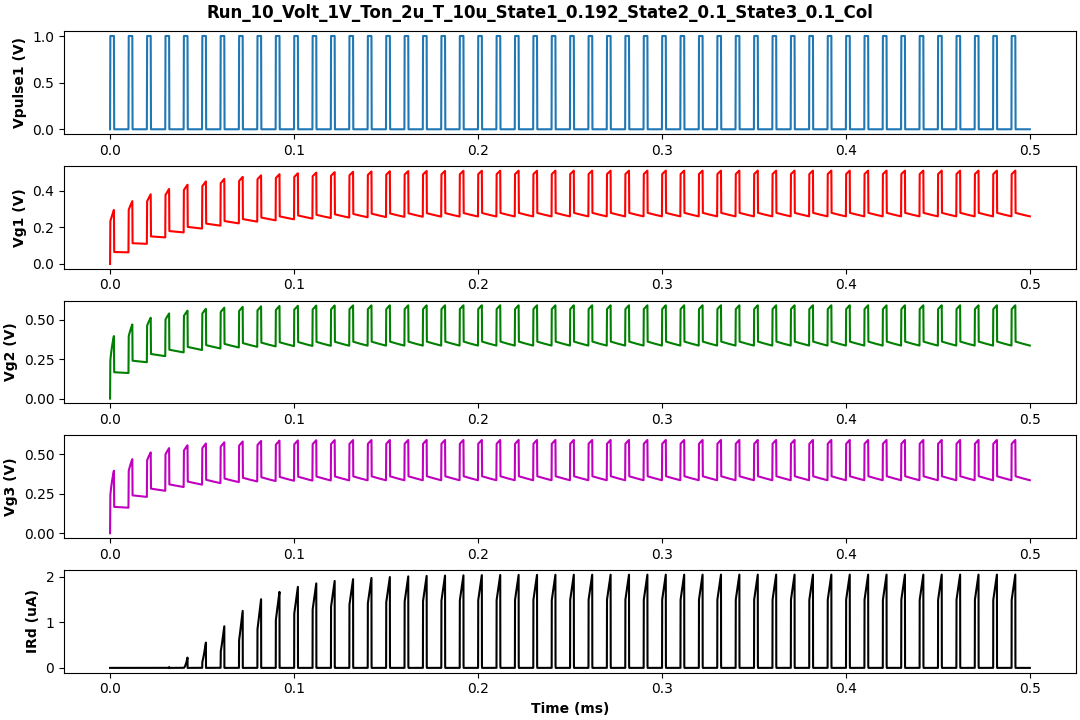 Run_10_Volt_1V_Ton_2u_T_10u_State1_0.192_State2_0.1_State3_0.1_Col
Vpulse1 (V)
1.0
0.5
0.0
0.0 0.1 0.2 0.3 0.4 0.5
Vg1 (V)
0.4
0.2
0.0
0.0 0.1 0.2 0.3 0.4 0.5
Vg2 (V)
0.50
0.25
0.00
0.0 0.1 0.2 0.3 0.4 0.5
Vg3 (V)
0.50
0.25
0.00
0.0 0.1 0.2 0.3 0.4 0.5
IRd (uA)
2
1
0
0.0 0.1 0.2 0.3 0.4 0.5
Time (ms)